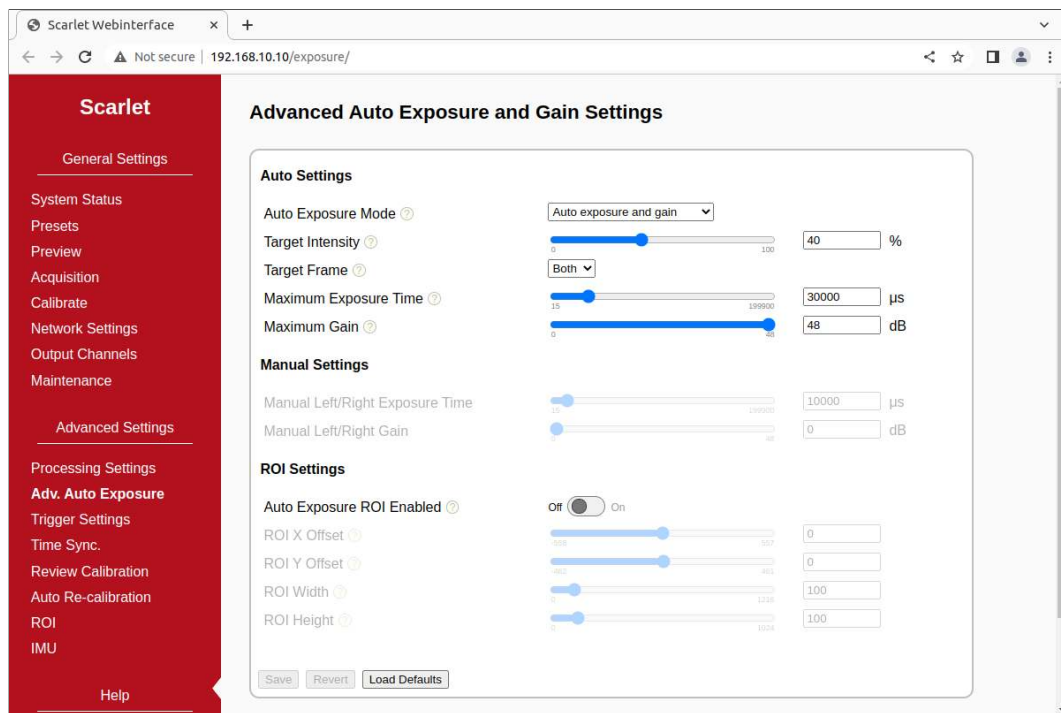 Scarlet Webinterface
Not secure 192.168.10.10/exposure/
Scarlet
General Settings
System Status
Presets
Preview
Acquisition
Calibrate
Network Settings
Output Channels
Maintenance
Advanced Settings
Processing Settings
Adv. Auto Exposure
Trigger Settings
Time Sync.
Review Calibration
Auto Re-calibration
ROI
IMU
Help
Advanced Auto Exposure and Gain Settings
Auto Settings
Auto Exposure Mode ? Auto exposure and gain
Target Intensity ? 0 100 40 %
Target Frame ? Both
Maximum Exposure Time ? 15 199900 30000 μs
Maximum Gain ? 0 48 48 dB
Manual Settings
Manual Left/Right Exposure Time 15 199900 10000 μs
Manual Left/Right Gain 0 48 0 dB
ROI Settings
Auto Exposure ROI Enabled ? Off On
ROI X Offset ? 0
ROI Y Offset ? 0
ROI Width ? 0 100
ROI Height ? 0 100
Save Revert Load Defaults